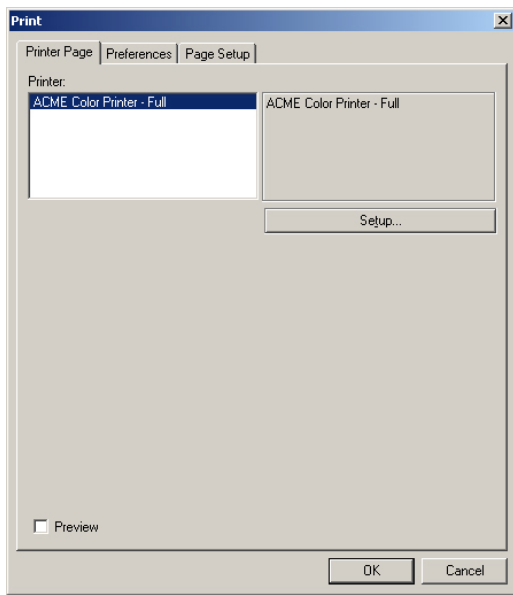 Print
Printer Page Preferences Page Setup
Printer:
ACME Color Printer - Full ACME Color Printer - Full
Setup...
Preview
OK Cancel